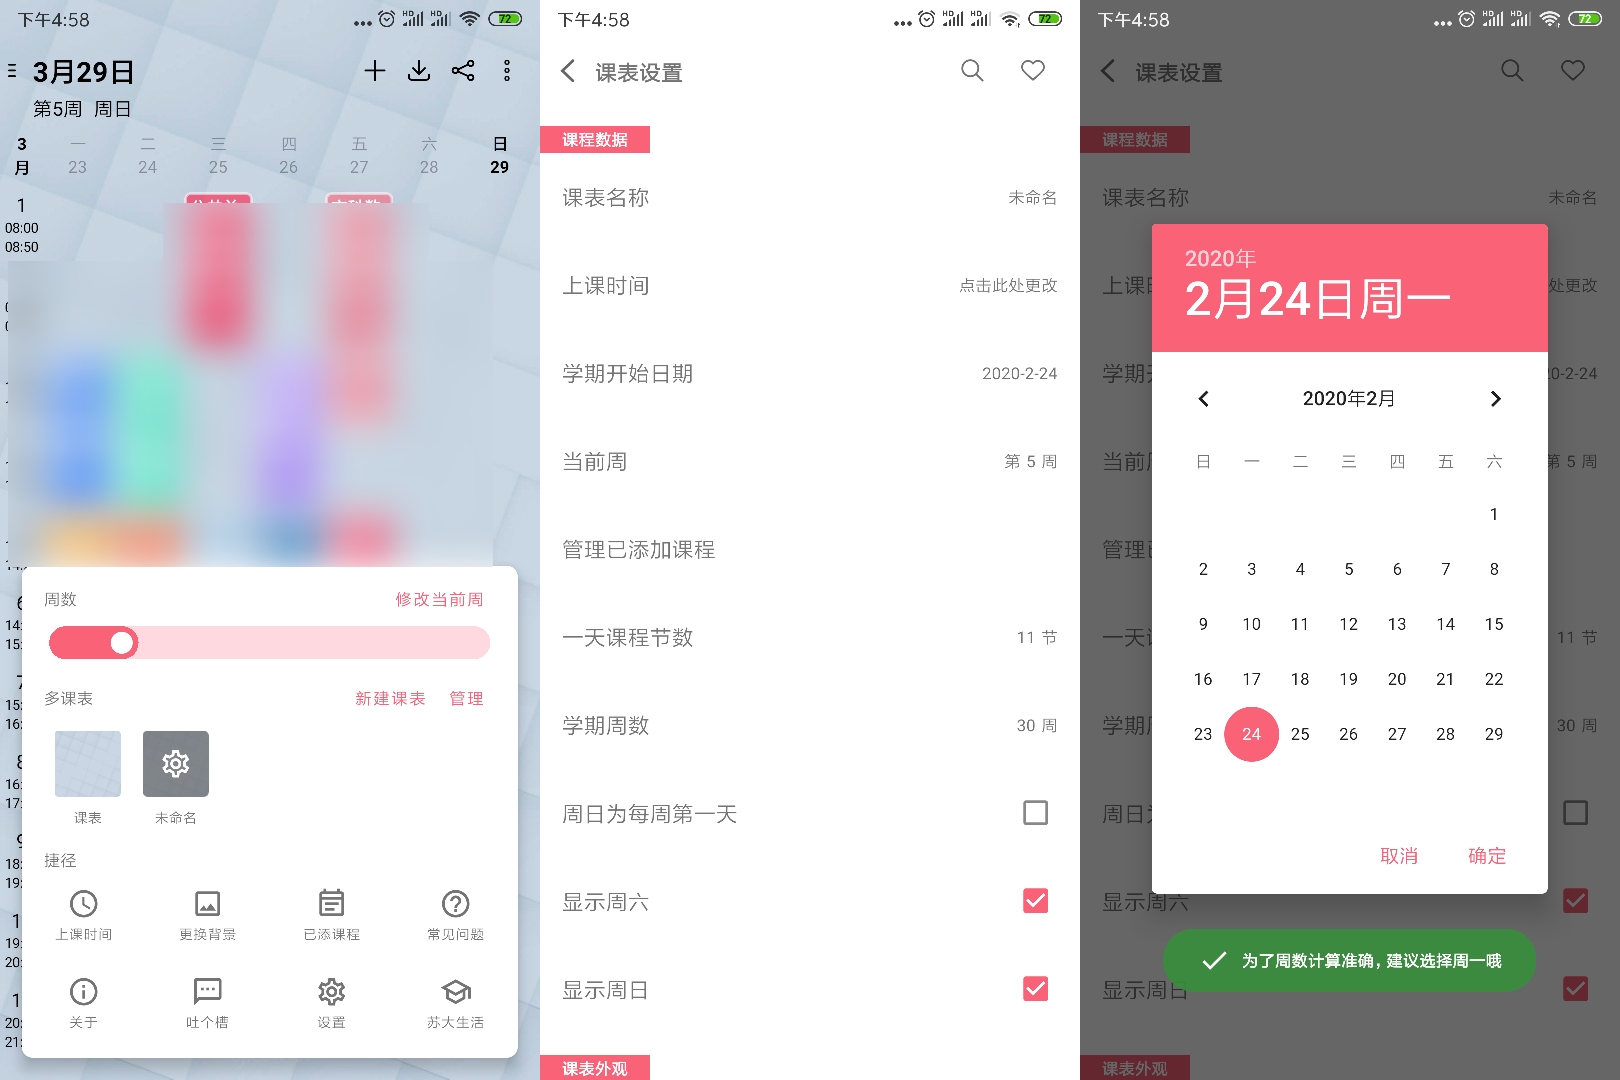 下午4:58
72
3月29日
第5周 周日
3月
一 二 三 四 五 六 日
23 24 25 26 27 28 29
1
08:00
08:50
周数
修改当前周
多课表
新建课表 管理
课表 未命名
捷径
上课时间 更换背景 已添课程 常见问题
关于 吐个槽 设置 苏大生活
下午4:58
72
课表设置
课程数据
课表名称 未命名
上课时间 点击此处更改
学期开始日期 2020-2-24
当前周 第 5 周
管理已添加课程
一天课程节数 11 节
学期周数 30 周
周日为每周第一天
显示周六
显示周日
课表外观
下午4:58
72
课表设置
课程数据
课表名称 未命名
2020年
2月24日周一
2020年2月
日 一 二 三 四 五 六
1
2 3 4 5 6 7 8
9 10 11 12 13 14 15
16 17 18 19 20 21 22
23 24 25 26 27 28 29
取消 确定
显示周六
为了周数计算准确，建议选择周一哦
显示周日
课表外观